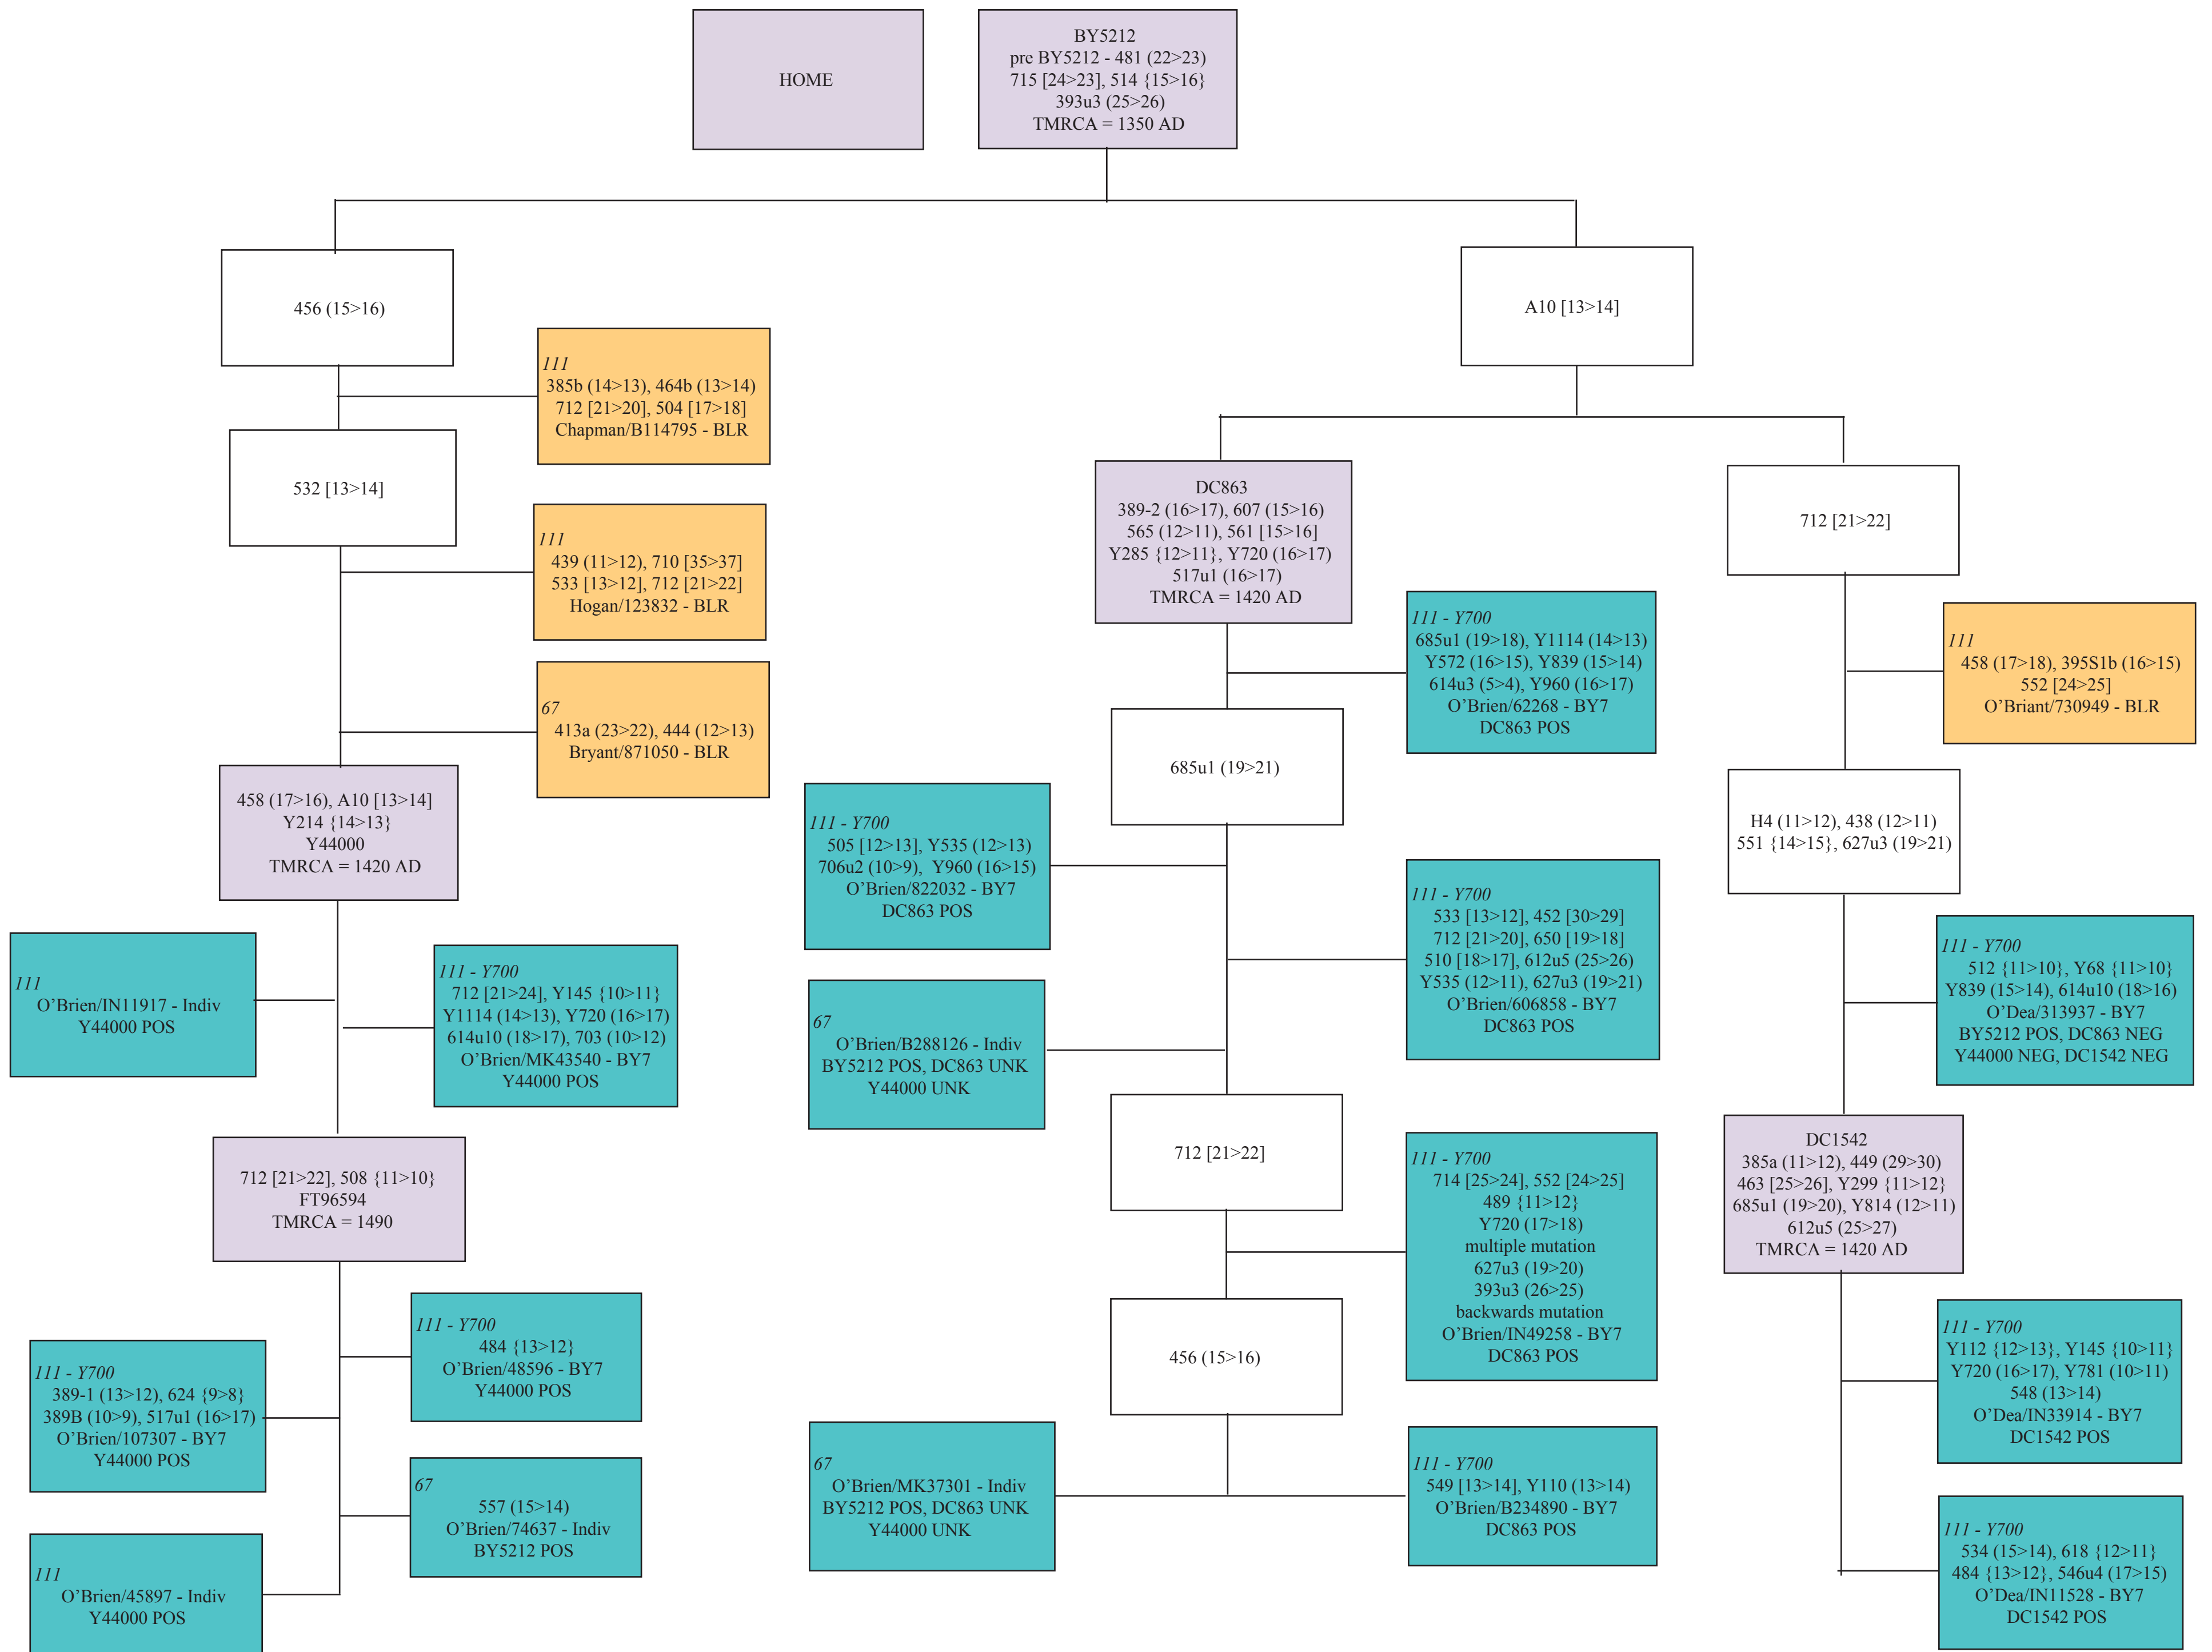 HOME
BY5212
pre BY5212 - 481 (22>23)
715 [24>23], 514 {15>16}
393u3 (25>26)
TMRCA = 1350 AD
456 (15>16)
A10 [13>14]
111
385b (14>13), 464b (13>14)
712 [21>20], 504 [17>18]
Chapman/B114795 - BLR
532 [13>14]
111
439 (11>12), 710 [35>37]
533 [13>12], 712 [21>22]
Hogan/123832 - BLR
67
413a (23>22), 444 (12>13)
Bryant/871050 - BLR
458 (17>16), A10 [13>14]
Y214 {14>13}
Y44000
TMRCA = 1420 AD
111
O’Brien/IN11917 - Indiv
Y44000 POS
111 - Y700
712 [21>24], Y145 {10>11}
Y1114 (14>13), Y720 (16>17)
614u10 (18>17), 703 (10>12)
O’Brien/MK43540 - BY7
Y44000 POS
712 [21>22], 508 {11>10}
FT96594
TMRCA = 1490
111 - Y700
484 {13>12}
O’Brien/48596 - BY7
Y44000 POS
111 - Y700
389-1 (13>12), 624 {9>8}
389B (10>9), 517u1 (16>17)
O’Brien/107307 - BY7
Y44000 POS
67
557 (15>14)
O’Brien/74637 - Indiv
BY5212 POS
111
O’Brien/45897 - Indiv
Y44000 POS
DC863
389-2 (16>17), 607 (15>16)
565 (12>11), 561 [15>16]
Y285 {12>11}, Y720 (16>17)
517u1 (16>17)
TMRCA = 1420 AD
111 - Y700
685u1 (19>18), Y1114 (14>13)
Y572 (16>15), Y839 (15>14)
614u3 (5>4), Y960 (16>17)
O’Brien/62268 - BY7
DC863 POS
685u1 (19>21)
111 - Y700
505 [12>13], Y535 (12>13)
706u2 (10>9),  Y960 (16>15)
O’Brien/822032 - BY7
DC863 POS
111 - Y700
533 [13>12], 452 [30>29]
712 [21>20], 650 [19>18]
510 [18>17], 612u5 (25>26)
Y535 (12>11), 627u3 (19>21)
O’Brien/606858 - BY7
DC863 POS
67
O’Brien/B288126 - Indiv
BY5212 POS, DC863 UNK
Y44000 UNK
712 [21>22]
111 - Y700
714 [25>24], 552 [24>25]
489 {11>12}
Y720 (17>18)
multiple mutation
627u3 (19>20)
393u3 (26>25)
backwards mutation
O’Brien/IN49258 - BY7
DC863 POS
456 (15>16)
67
O’Brien/MK37301 - Indiv
BY5212 POS, DC863 UNK
Y44000 UNK
111 - Y700
549 [13>14], Y110 (13>14)
O’Brien/B234890 - BY7
DC863 POS
712 [21>22]
111
458 (17>18), 395S1b (16>15)
552 [24>25]
O’Briant/730949 - BLR
H4 (11>12), 438 (12>11)
551 {14>15}, 627u3 (19>21)
111 - Y700
512 {11>10}, Y68 {11>10}
Y839 (15>14), 614u10 (18>16)
O’Dea/313937 - BY7
BY5212 POS, DC863 NEG
Y44000 NEG, DC1542 NEG
DC1542
385a (11>12), 449 (29>30)
463 [25>26], Y299 {11>12}
685u1 (19>20), Y814 (12>11)
612u5 (25>27)
TMRCA = 1420 AD
111 - Y700
Y112 {12>13}, Y145 {10>11}
Y720 (16>17), Y781 (10>11)
548 (13>14)
O’Dea/IN33914 - BY7
DC1542 POS
111 - Y700
534 (15>14), 618 {12>11}
484 {13>12}, 546u4 (17>15)
O’Dea/IN11528 - BY7
DC1542 POS